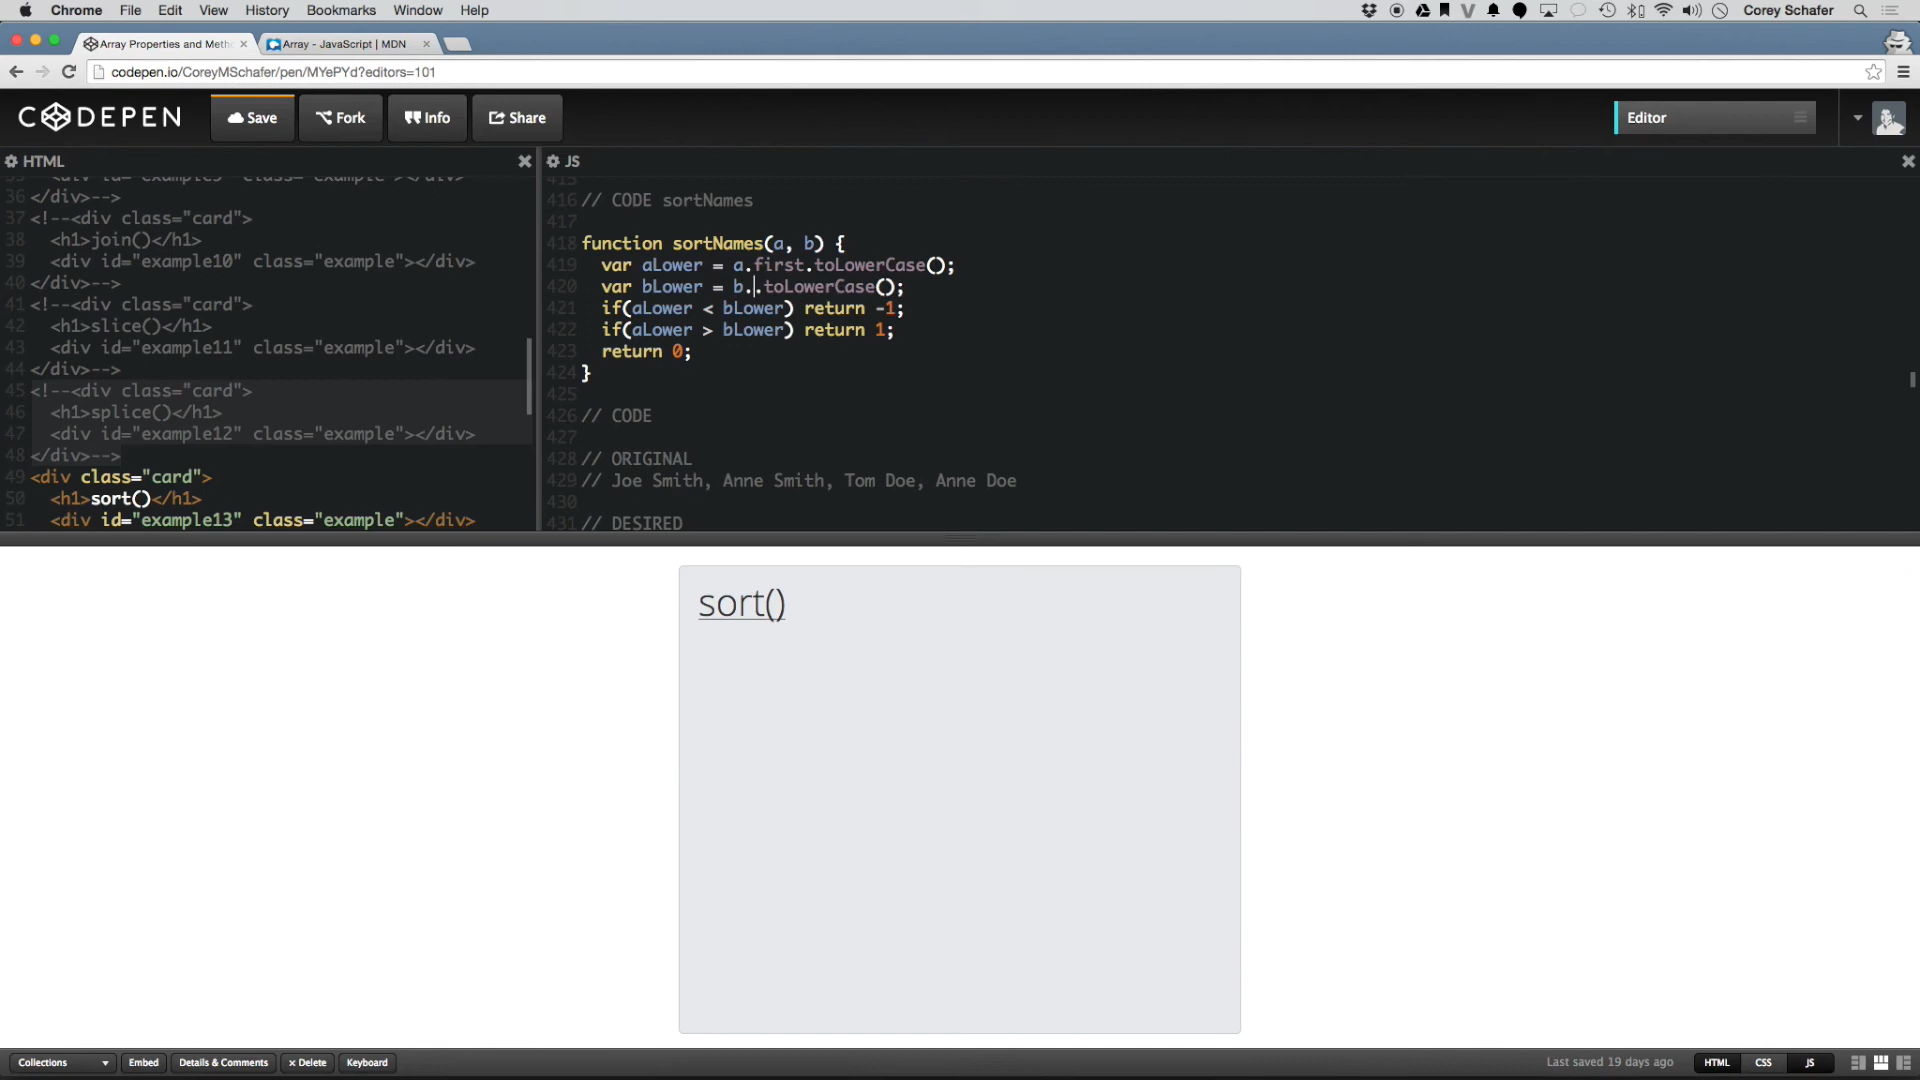 Chrome File Edit View History Bookmarks Window Help Corey Schafer
Array Properties and Meth Array - JavaScript | MDN
codepen.io/CoreyMSchafer/pen/MYePYd?editors=101
CODEPEN Save Fork Info Share Editor
HTML
36 </div>-->
37 <!--<div class="card">
38 <h1>join()</h1>
39 <div id="example10" class="example"></div>
40 </div>-->
41 <!--<div class="card">
42 <h1>slice()</h1>
43 <div id="example11" class="example"></div>
44 </div>-->
45 <!--<div class="card">
46 <h1>splice()</h1>
47 <div id="example12" class="example"></div>
48 </div>-->
49 <div class="card">
50 <h1>sort()</h1>
51 <div id="example13" class="example"></div>
JS
415
416 // CODE sortNames
417
418 function sortNames(a, b) {
419 var aLower = a.first.toLowerCase();
420 var bLower = b..toLowerCase();
421 if(aLower < bLower) return -1;
422 if(aLower > bLower) return 1;
423 return 0;
424 }
425
426 // CODE
427
428 // ORIGINAL
429 // Joe Smith, Anne Smith, Tom Doe, Anne Doe
430
431 // DESIRED
sort()
Collections Embed Details & Comments × Delete Keyboard Last saved 19 days ago HTML CSS JS